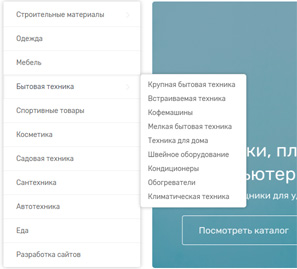 Строительные материалы
Одежда
Мебель
Бытовая техника
Крупная бытовая техника
Встраиваемая техника
Кофемашины
Мелкая бытовая техника
Техника для дома
Швейное оборудование
Кондиционеры
Обогреватели
Климатическая техника
Спортивные товары
Косметика
Садовая техника
Сантехника
Автотехника
Еда
Разработка сайтов
ки, пл
ьютер
щники для у
Посмотреть каталог